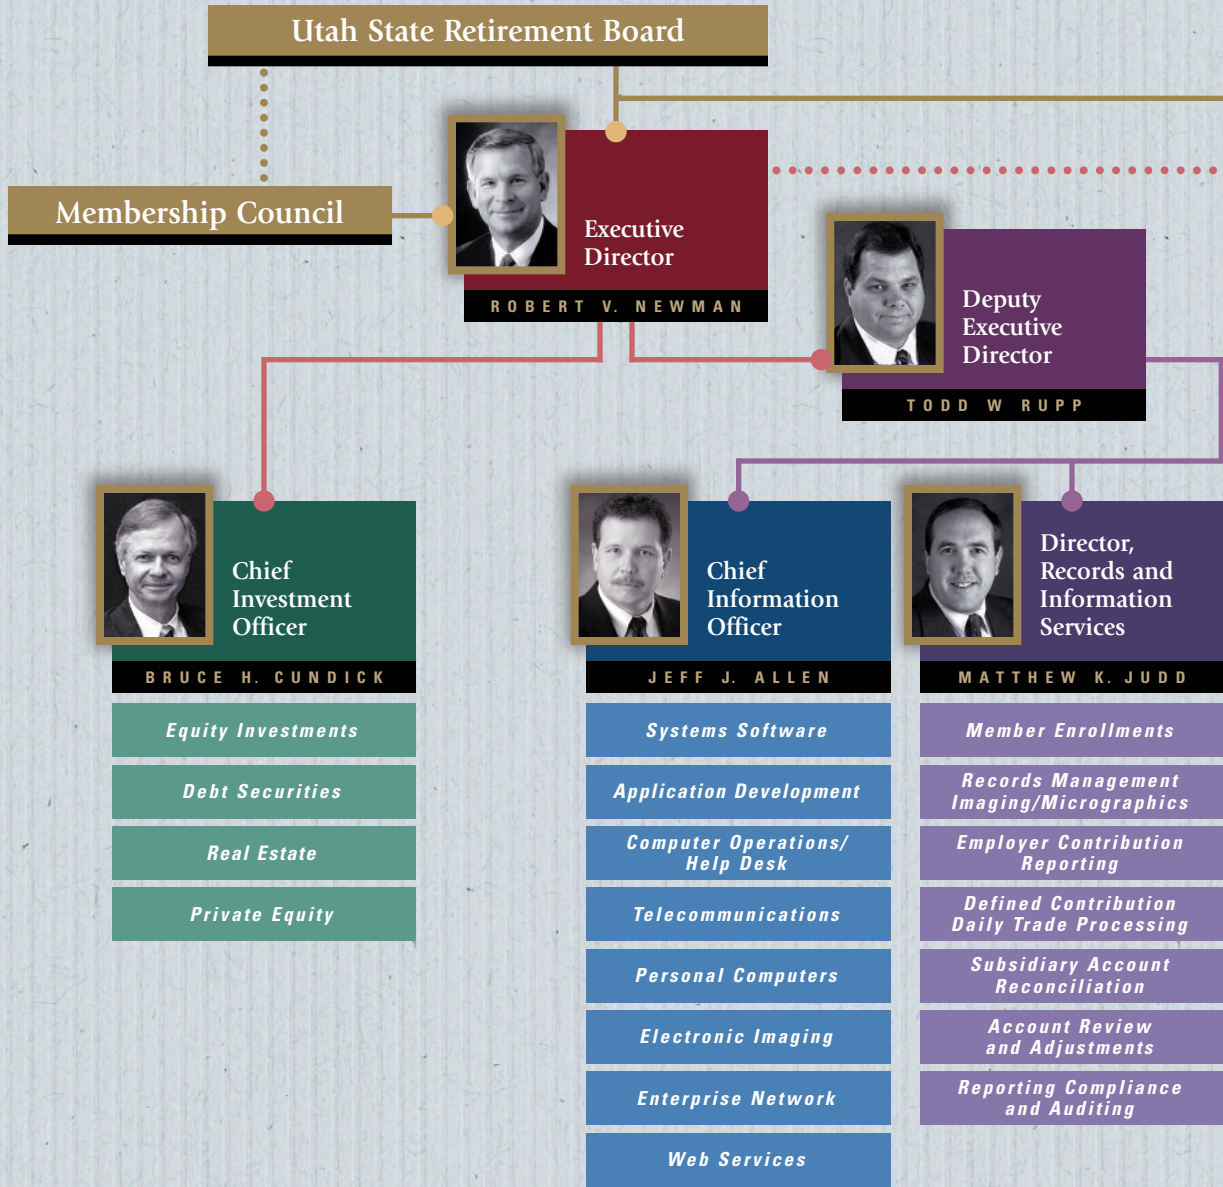 Utah State Retirement Board
Membership Council
Executive
Director
ROBERT V. NEWMAN
Deputy
Executive
Director
TODD W RUPP
Chief
Investment
Officer
BRUCE H. CUNDICK
Equity Investments
Debt Securities
Real Estate
Private Equity
Chief
Information
Officer
JEFF J. ALLEN
Systems Software
Application Development
Computer Operations/
Help Desk
Telecommunications
Personal Computers
Electronic Imaging
Enterprise Network
Web Services
Director,
Records and
Information
Services
MATTHEW K. JUDD
Member Enrollments
Records Management
Imaging/Micrographics
Employer Contribution
Reporting
Defined Contribution
Daily Trade Processing
Subsidiary Account
Reconciliation
Account Review
and Adjustments
Reporting Compliance
and Auditing